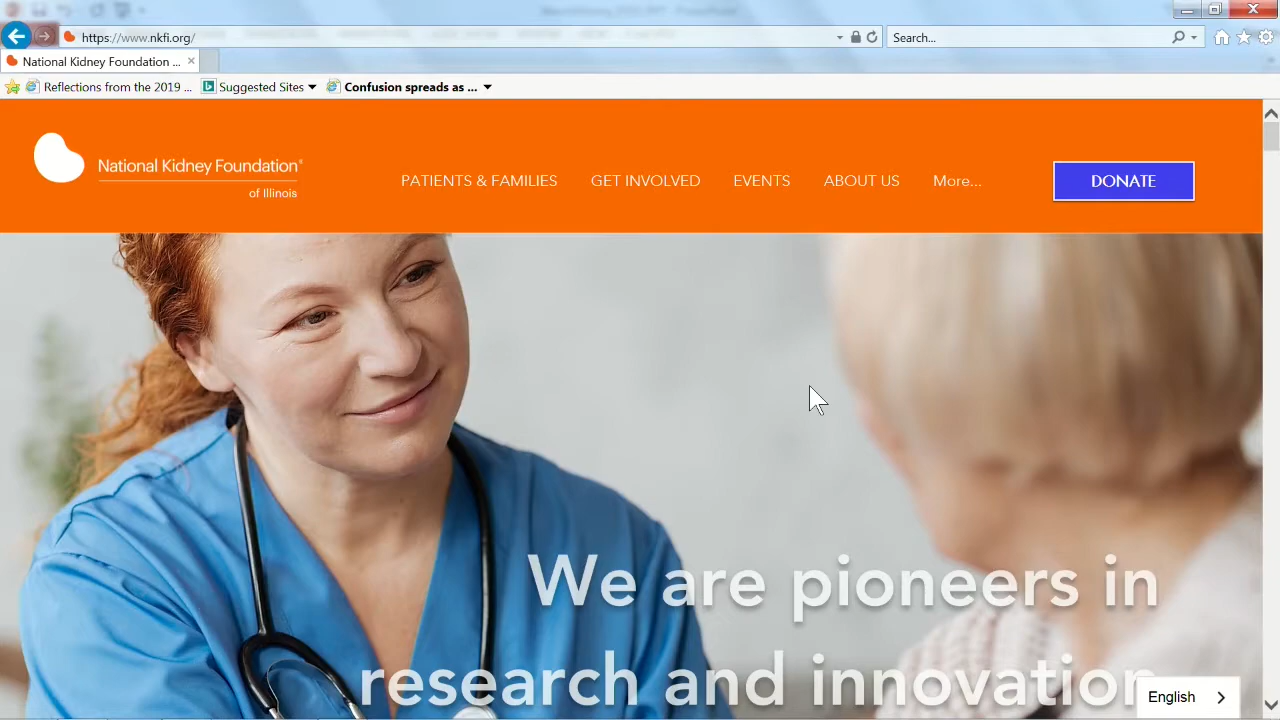 https://www.nkfi.org/
Search...
National Kidney Foundation ...
Reflections from the 2019 ...
Suggested Sites
Confusion spreads as ...
National Kidney Foundation®
of Illinois
PATIENTS & FAMILIES
GET INVOLVED
EVENTS
ABOUT US
More...
DONATE
We are pioneers in
research and innovation
English